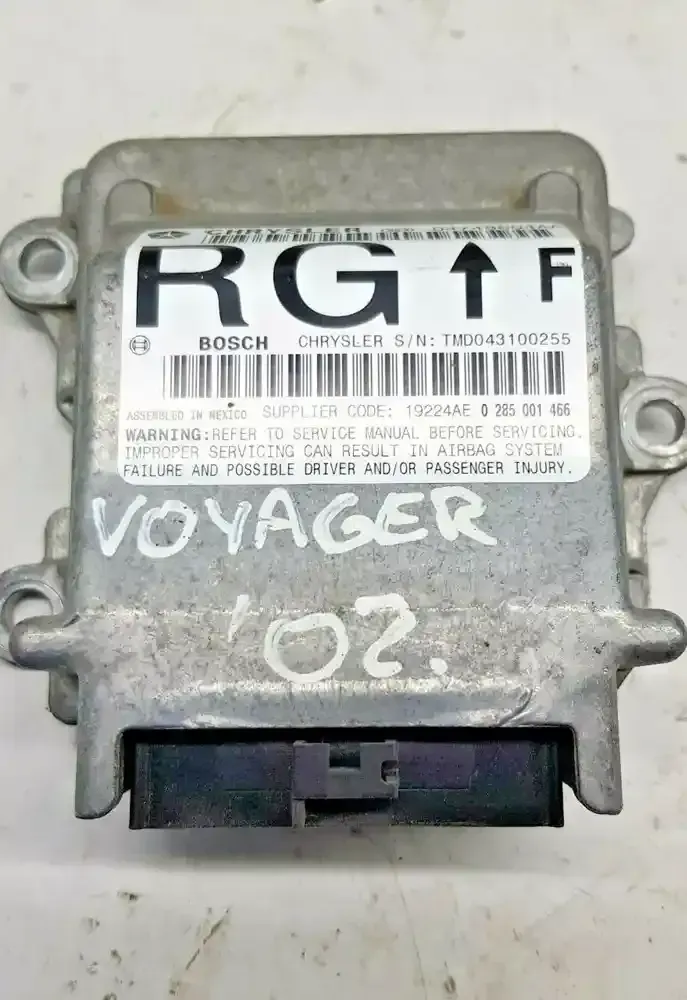 CHRYSLER
RG ↑ F
BOSCH CHRYSLER S/N: TMD043100255
ASSEMBLED IN MEXICO SUPPLIER CODE: 19224AE 0 285 001 466
WARNING: REFER TO SERVICE MANUAL BEFORE SERVICING.
IMPROPER SERVICING CAN RESULT IN AIRBAG SYSTEM
FAILURE AND POSSIBLE DRIVER AND/OR PASSENGER INJURY.
VOYAGER
'02.